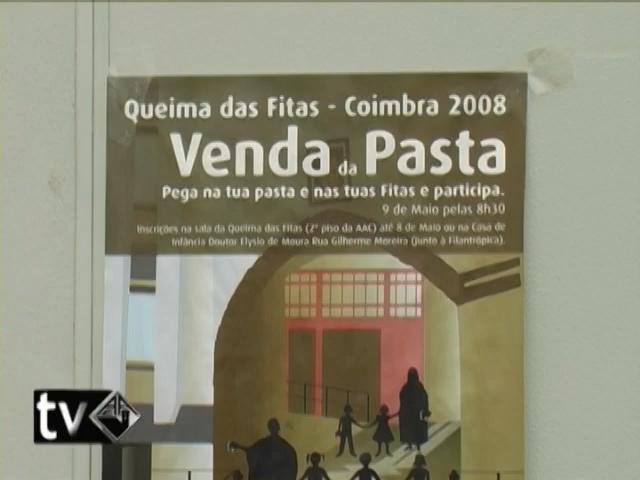 Queima das Fitas - Coimbra 2008
Venda da Pasta
Pega na tua pasta e nas tuas Fitas e participa.
9 de Maio pelas 8h30
Inscrições na sala da Queima das Fitas (2º piso da AAC) até 8 de Maio ou na Casa de
Infância Doutor Elysio de Moura Rua Gilherme Moreira (junto à Filantrópica).
tv